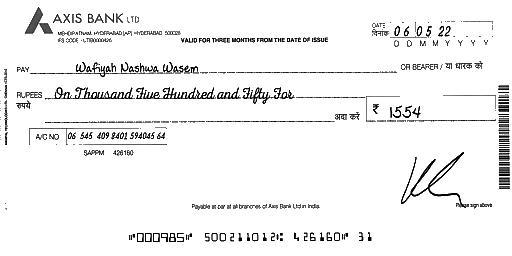 AXIS BANK LTD
MEHDIPATNAM, HYDERABAD [AP] HYDERABAD 500028
IFS CODE - UTIB0000426
VALID FOR THREE MONTHS FROM THE DATE OF ISSUE
DATE
दिनांक 06 05 22
D D M M Y Y Y Y
PAY Wafiyah Nashwa Wasem OR BEARER / या धारक को
RUPEES On Thousand Five Hundred and Fifty For
रुपये अदा करें ₹ 1554
A/C NO 06 545 409 8401 594045 64
SAPPM 426160
Payable at par at all branches of Axis Bank Ltd in India.
Please sign above
⑈000985⑈ 500211012⑆ 426160⑈ 31